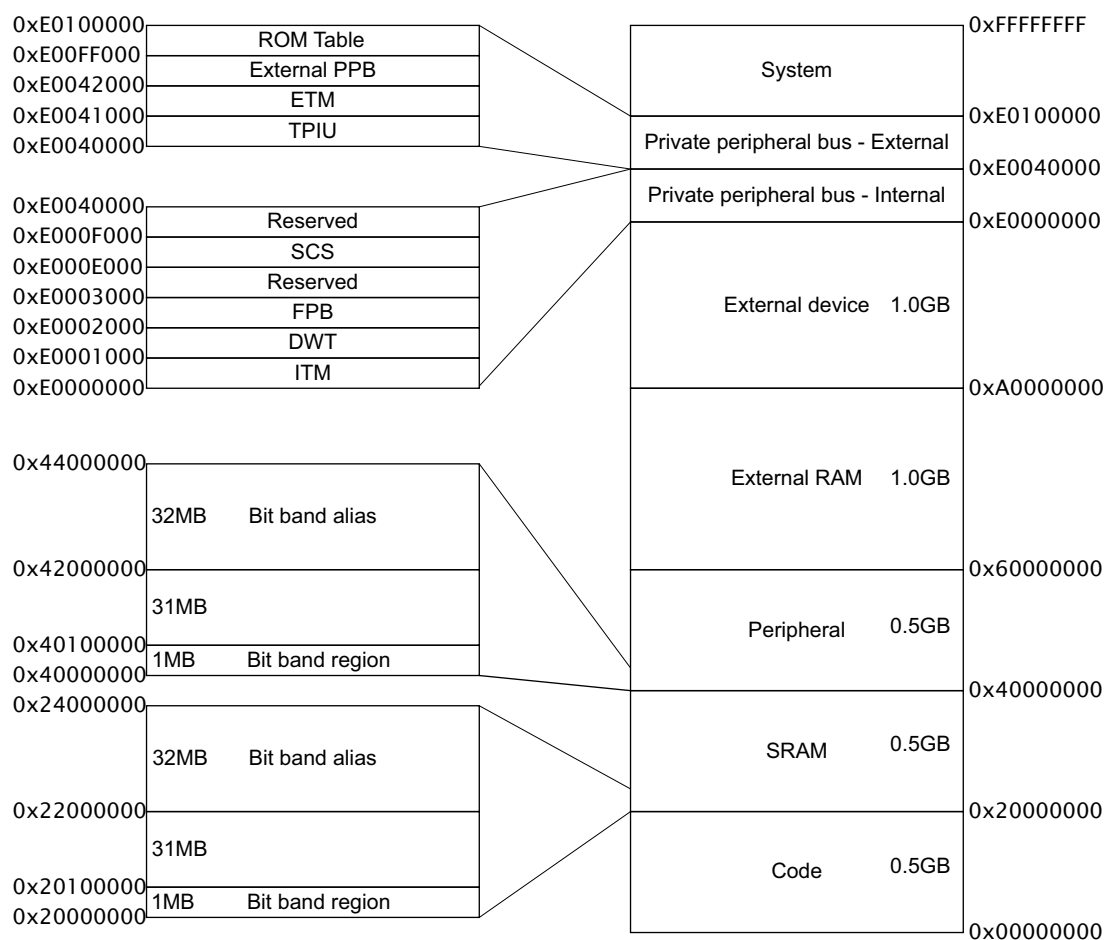 0xE0100000
ROM Table
0xE00FF000
External PPB
0xE0042000
ETM
0xE0041000
TPIU
0xE0040000
0xE0040000
Reserved
0xE000F000
SCS
0xE000E000
Reserved
0xE0003000
FPB
0xE0002000
DWT
0xE0001000
ITM
0xE0000000
0x44000000
32MB Bit band alias
0x42000000
31MB
0x40100000
1MB Bit band region
0x40000000
0x24000000
32MB Bit band alias
0x22000000
31MB
0x20100000
1MB Bit band region
0x20000000
0xFFFFFFFF
System
0xE0100000
Private peripheral bus - External
0xE0040000
Private peripheral bus - Internal
0xE0000000
External device 1.0GB
0xA0000000
External RAM 1.0GB
0x60000000
Peripheral 0.5GB
0x40000000
SRAM 0.5GB
0x20000000
Code 0.5GB
0x00000000